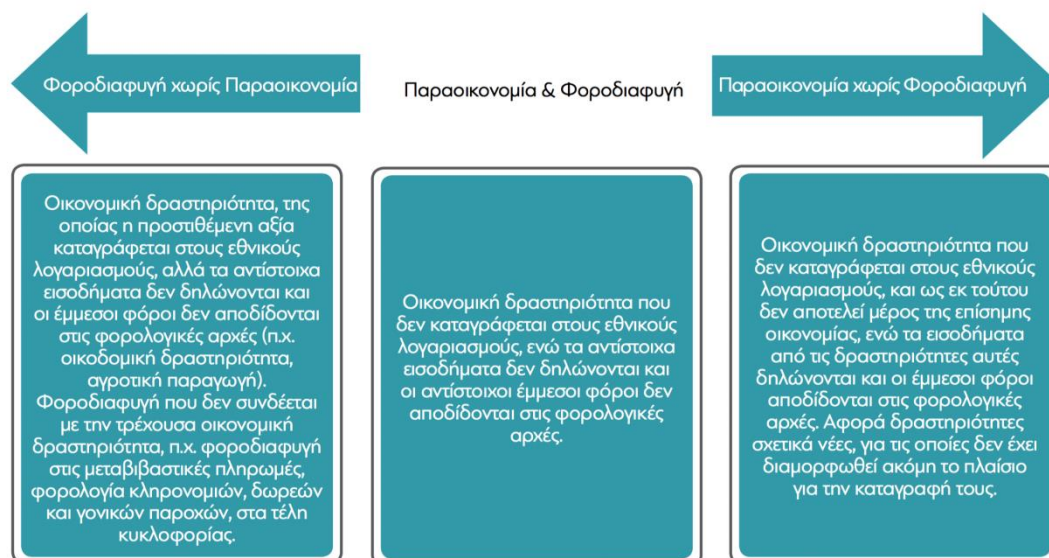 Φοροδιαφυγή χωρίς Παραοικονομία
Παραοικονομία & Φοροδιαφυγή
Παραοικονομία χωρίς Φοροδιαφυγή
Οικονομική δραστηριότητα, της
οποίας η προστιθέμενη αξία
καταγράφεται στους εθνικούς
λογαριασμούς, αλλά τα αντίστοιχα
εισοδήματα δεν δηλώνονται και
οι έμμεσοι φόροι δεν αποδίδονται
στις φορολογικές αρχές (π.χ.
οικοδομική δραστηριότητα,
αγροτική παραγωγή).
Φοροδιαφυγή που δεν συνδέεται
με την τρέχουσα οικονομική
δραστηριότητα, π.χ. φοροδιαφυγή
στις μεταβιβαστικές πληρωμές,
φορολογία κληρονομιών, δωρεών
και γονικών παροχών, στα τέλη
κυκλοφορίας.
Οικονομική δραστηριότητα που
δεν καταγράφεται στους εθνικούς
λογαριασμούς, ενώ τα αντίστοιχα
εισοδήματα δεν δηλώνονται και
οι αντίστοιχοι έμμεσοι φόροι δεν
αποδίδονται στις φορολογικές
αρχές.
Οικονομική δραστηριότητα που
δεν καταγράφεται στους εθνικούς
λογαριασμούς, και ως εκ τούτου
δεν αποτελεί μέρος της επίσημης
οικονομίας, ενώ τα εισοδήματα
από τις δραστηριότητες αυτές
δηλώνονται και οι έμμεσοι φόροι
αποδίδονται στις φορολογικές
αρχές. Αφορά δραστηριότητες
σχετικά νέες, για τις οποίες δεν έχει
διαμορφωθεί ακόμη το πλαίσιο
για την καταγραφή τους.